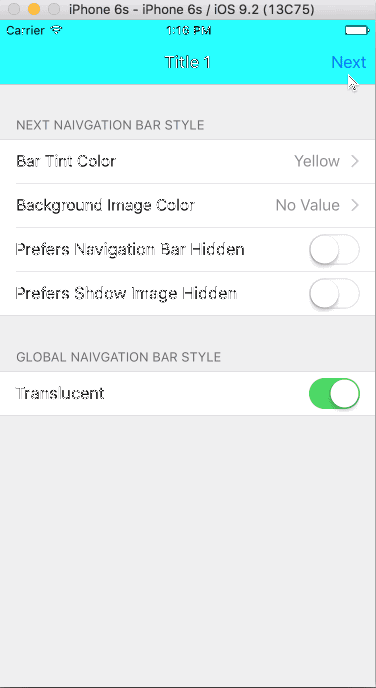 iPhone 6s - iPhone 6s / iOS 9.2 (13C75)
Carrier 1:16 PM
Title 1 Next
NEXT NAIVGATION BAR STYLE
Bar Tint Color Yellow
Background Image Color No Value
Prefers Navigation Bar Hidden
Prefers Shdow Image Hidden
GLOBAL NAIVGATION BAR STYLE
Translucent